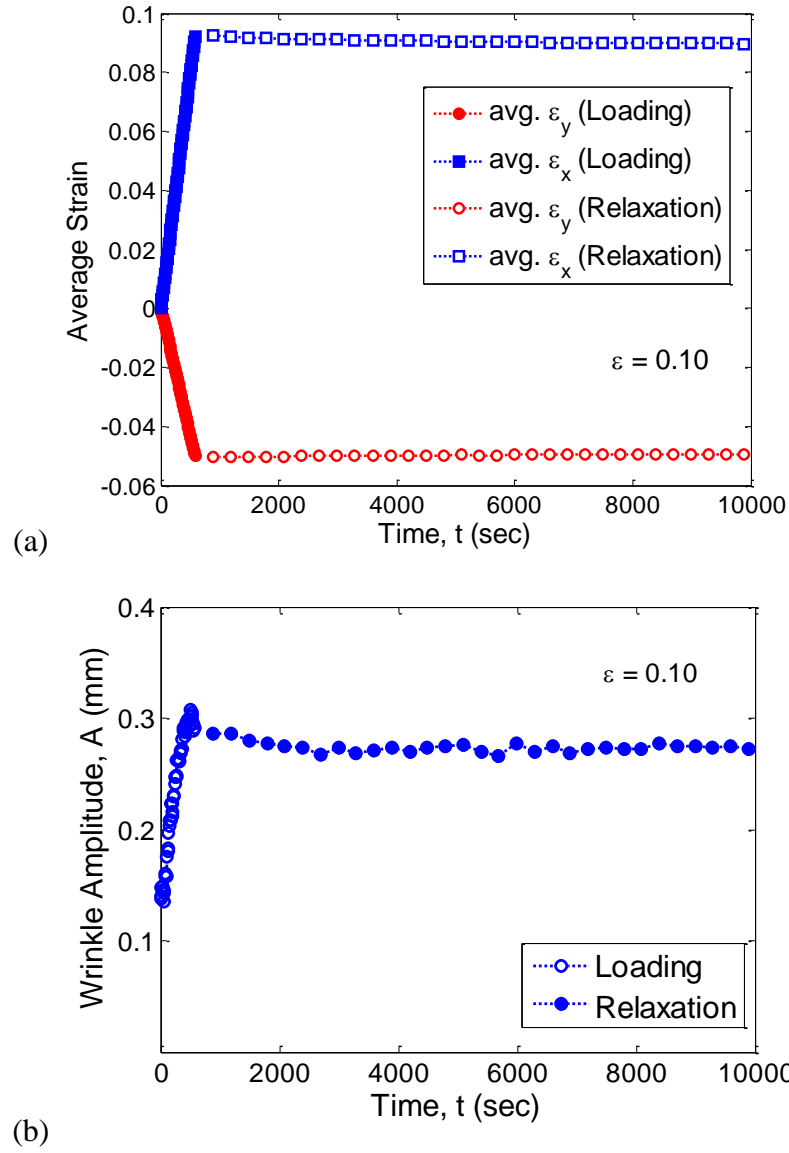 0.1
0.08
0.06
0.04
0.02
0
-0.02
-0.04
-0.06
Average Strain
avg. ε_y (Loading)
avg. ε_x (Loading)
avg. ε_y (Relaxation)
avg. ε_x (Relaxation)
ε = 0.10
0 2000 4000 6000 8000 10000
Time, t (sec)
(a)
0.4
0.3
0.2
0.1
Wrinkle Amplitude, A (mm)
ε = 0.10
Loading
Relaxation
0 2000 4000 6000 8000 1000
Time, t (sec)
(b)